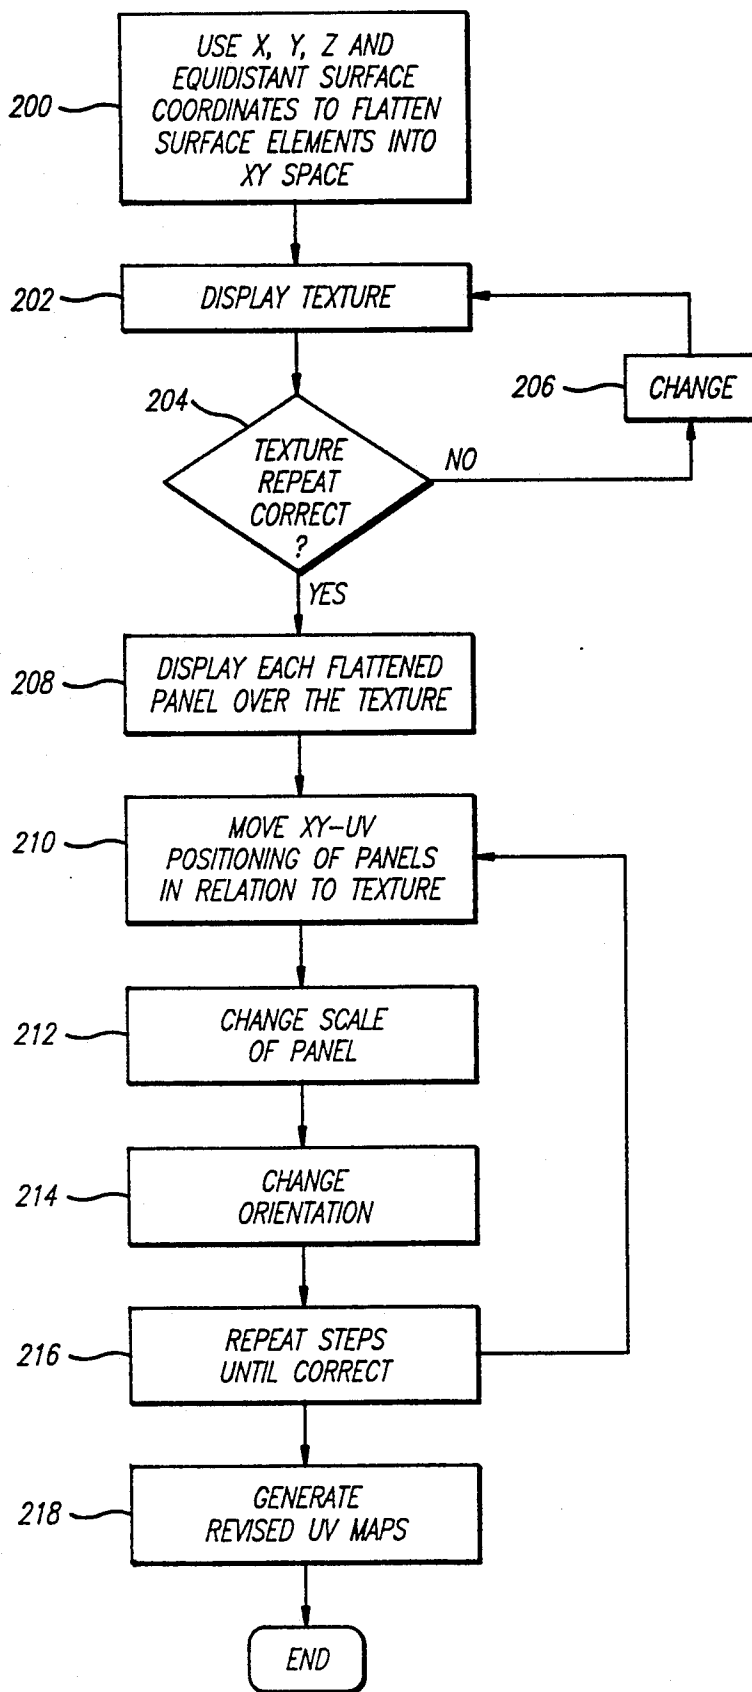 USE X, Y, Z AND
EQUIDISTANT SURFACE
COORDINATES TO FLATTEN
SURFACE ELEMENTS INTO
XY SPACE
200
DISPLAY TEXTURE
202
206
CHANGE
204
TEXTURE
REPEAT
CORRECT
?
NO
YES
208
DISPLAY EACH FLATTENED
PANEL OVER THE TEXTURE
210
MOVE XY-UV
POSITIONING OF PANELS
IN RELATION TO TEXTURE
212
CHANGE SCALE
OF PANEL
214
CHANGE
ORIENTATION
216
REPEAT STEPS
UNTIL CORRECT
218
GENERATE
REVISED UV MAPS
END